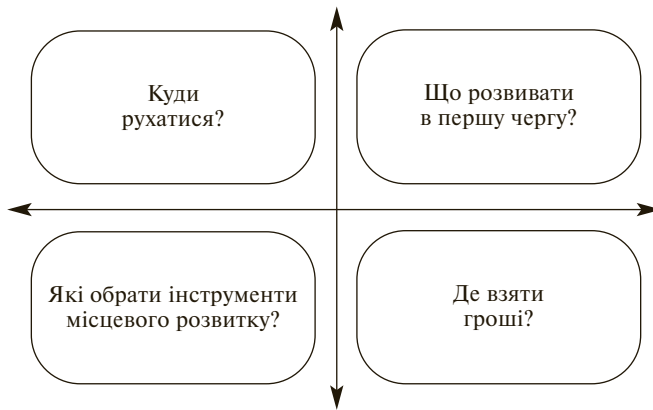 Куди
рухатися?
Що розвивати
в першу чергу?
Які обрати інструменти
місцевого розвитку?
Де взяти
гроші?